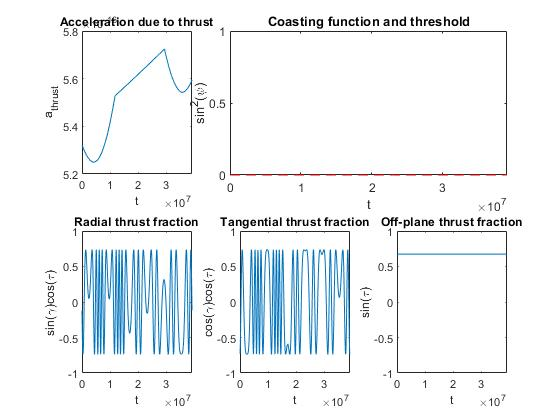 Acceleration due to thrust
Coasting function and threshold
5.8
5.6
5.4
5.2
a_thrust
0 1 2 3
t
×10^7
1
0.5
0
sin^2(ψ)
0 1 2 3
t
×10^7
Radial thrust fraction
Tangential thrust fraction
Off-plane thrust fraction
1
0.5
0
-0.5
-1
sin(γ)cos(τ)
0 1 2 3
t
×10^7
1
0.5
0
-0.5
-1
cos(γ)cos(τ)
0 1 2 3
t
×10^7
1
0.5
0
-0.5
-1
sin(τ)
0 1 2 3
t
×10^7